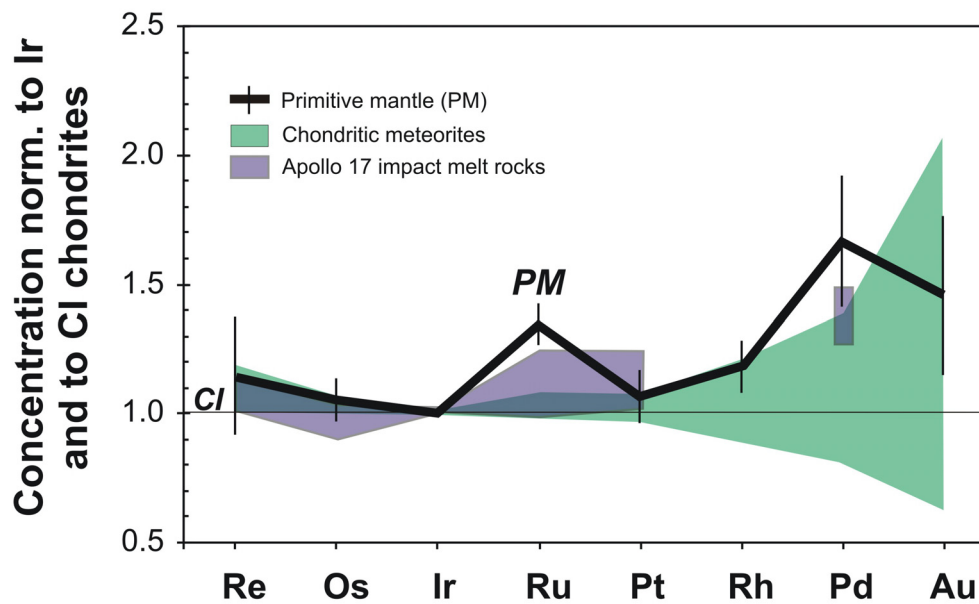 Concentration norm. to Ir
and to CI chondrites
2.5
2.0
1.5
1.0
0.5
Primitive mantle (PM)
Chondritic meteorites
Apollo 17 impact melt rocks
PM
CI
Re Os Ir Ru Pt Rh Pd Au